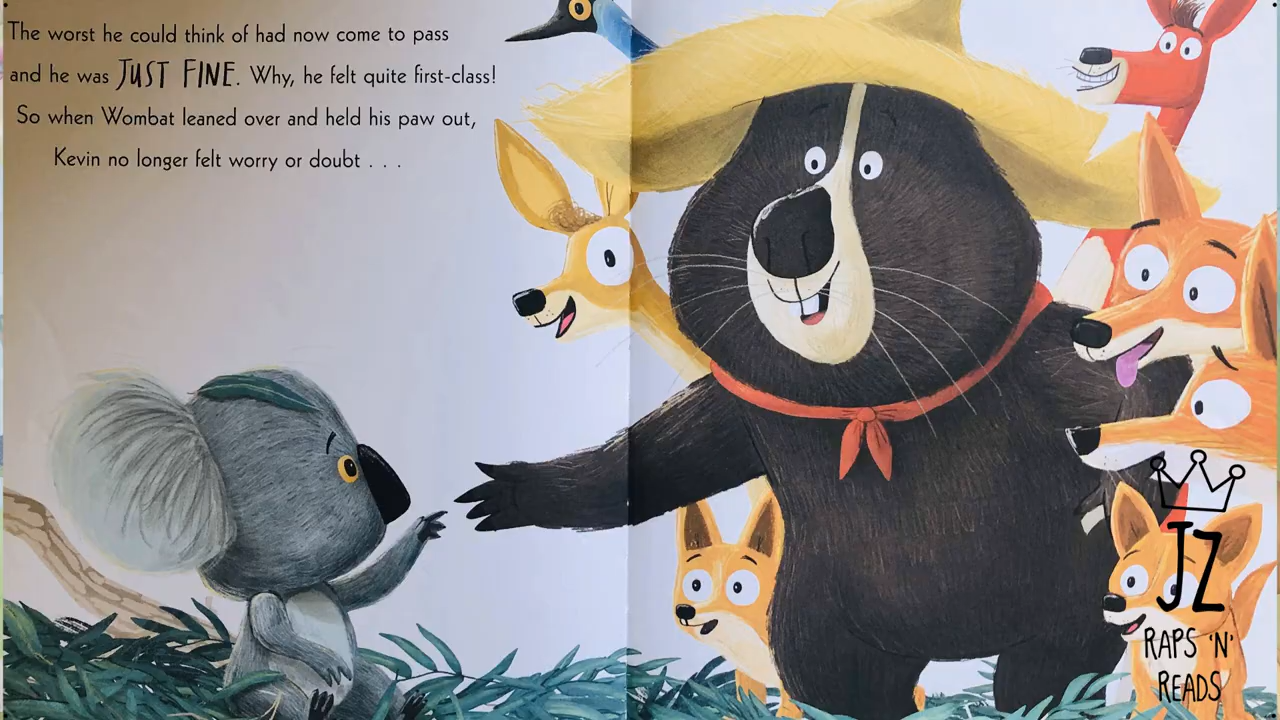 The worst he could think of had now come to pass
and he was JUST FINE. Why, he felt quite first-class!
So when Wombat leaned over and held his paw out,
Kevin no longer felt worry or doubt . . .
JZ
RAPS 'N'
READS